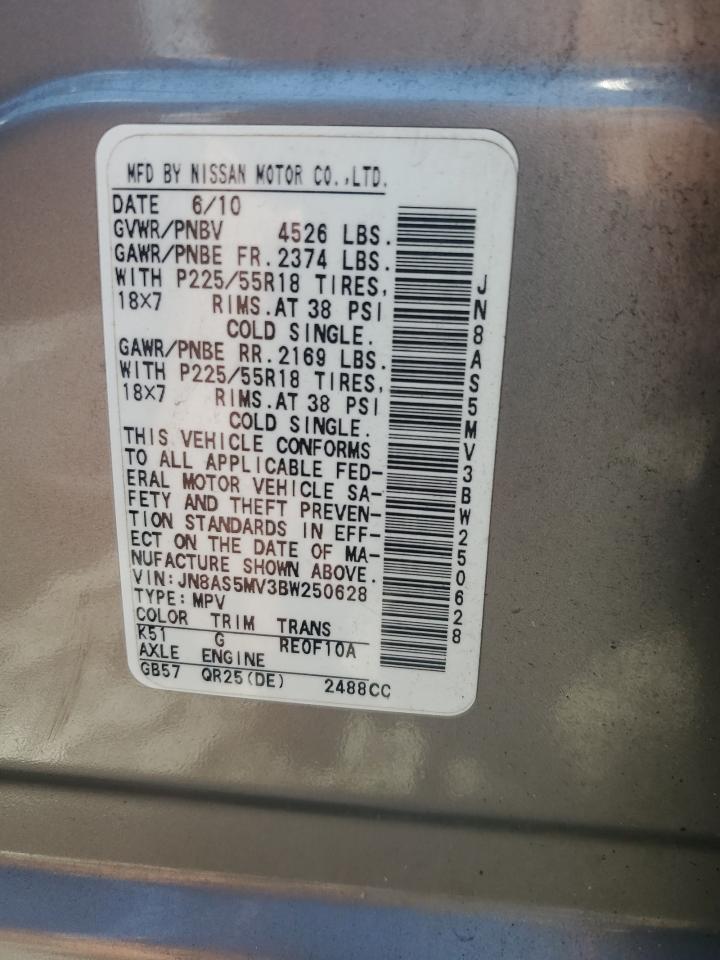 MFD BY NISSAN MOTOR CO.,LTD.
DATE 6/10
GVWR/PNBV 4526 LBS.
GAWR/PNBE FR.2374 LBS.
WITH P225/55R18 TIRES,
18X7 RIMS.AT 38 PSI
COLD SINGLE.
GAWR/PNBE RR.2169 LBS.
WITH P225/55R18 TIRES,
18X7 RIMS.AT 38 PSI
COLD SINGLE.
THIS VEHICLE CONFORMS
TO ALL APPLICABLE FED-
ERAL MOTOR VEHICLE SA-
FETY AND THEFT PREVEN-
TION STANDARDS IN EFF-
ECT ON THE DATE OF MA-
NUFACTURE SHOWN ABOVE.
VIN:JN8AS5MV3BW250628
TYPE:MPV
COLOR TRIM TRANS
K51 G RE0F10A
AXLE ENGINE
GB57 QR25(DE) 2488CC
JN8AS5MV3BW250628